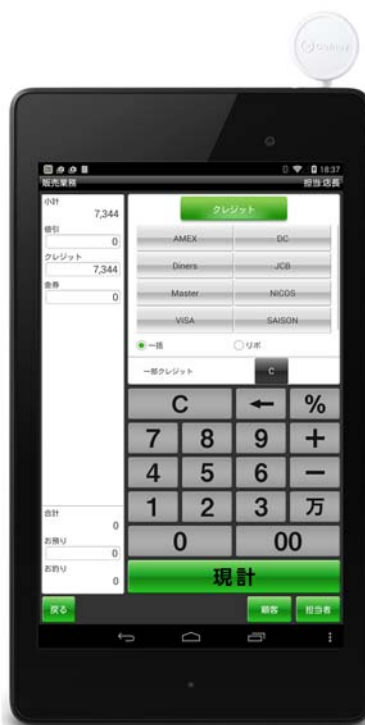 18:37
販売業務
担当:店長
小計
7,344
値引
0
クレジット
7,344
金券
0
合計
0
お預り
0
お釣り
0
クレジット
AMEX
DC
Diners
JCB
Master
NICOS
VISA
SAISON
一括
リボ
一部クレジット
C
C
←
%
7
8
9
+
4
5
6
−
1
2
3
万
0
00
現計
戻る
顧客
担当者